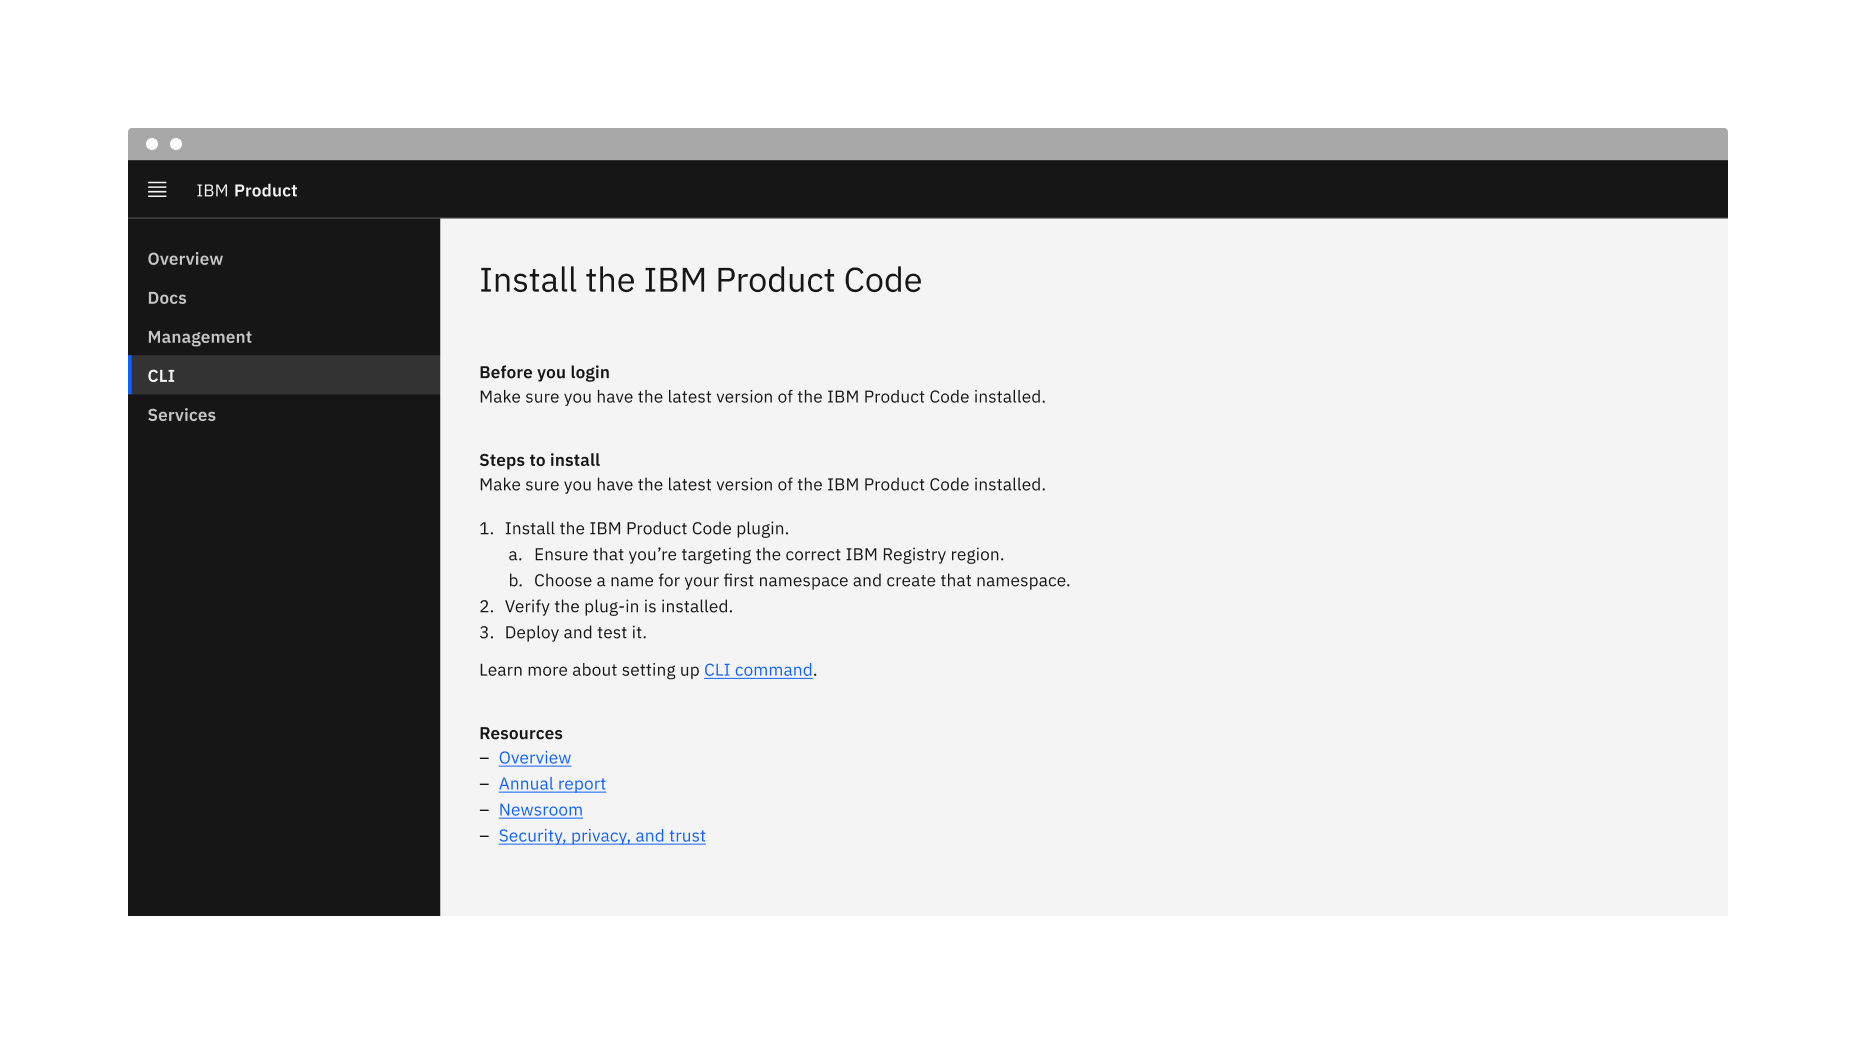 IBM Product
Overview
Docs
Management
CLI
Services
Install the IBM Product Code
Before you login
Make sure you have the latest version of the IBM Product Code installed.
Steps to install
Make sure you have the latest version of the IBM Product Code installed.
1. Install the IBM Product Code plugin.
a. Ensure that you’re targeting the correct IBM Registry region.
b. Choose a name for your first namespace and create that namespace.
2. Verify the plug-in is installed.
3. Deploy and test it.
Learn more about setting up CLI command.
Resources
– Overview
– Annual report
– Newsroom
– Security, privacy, and trust